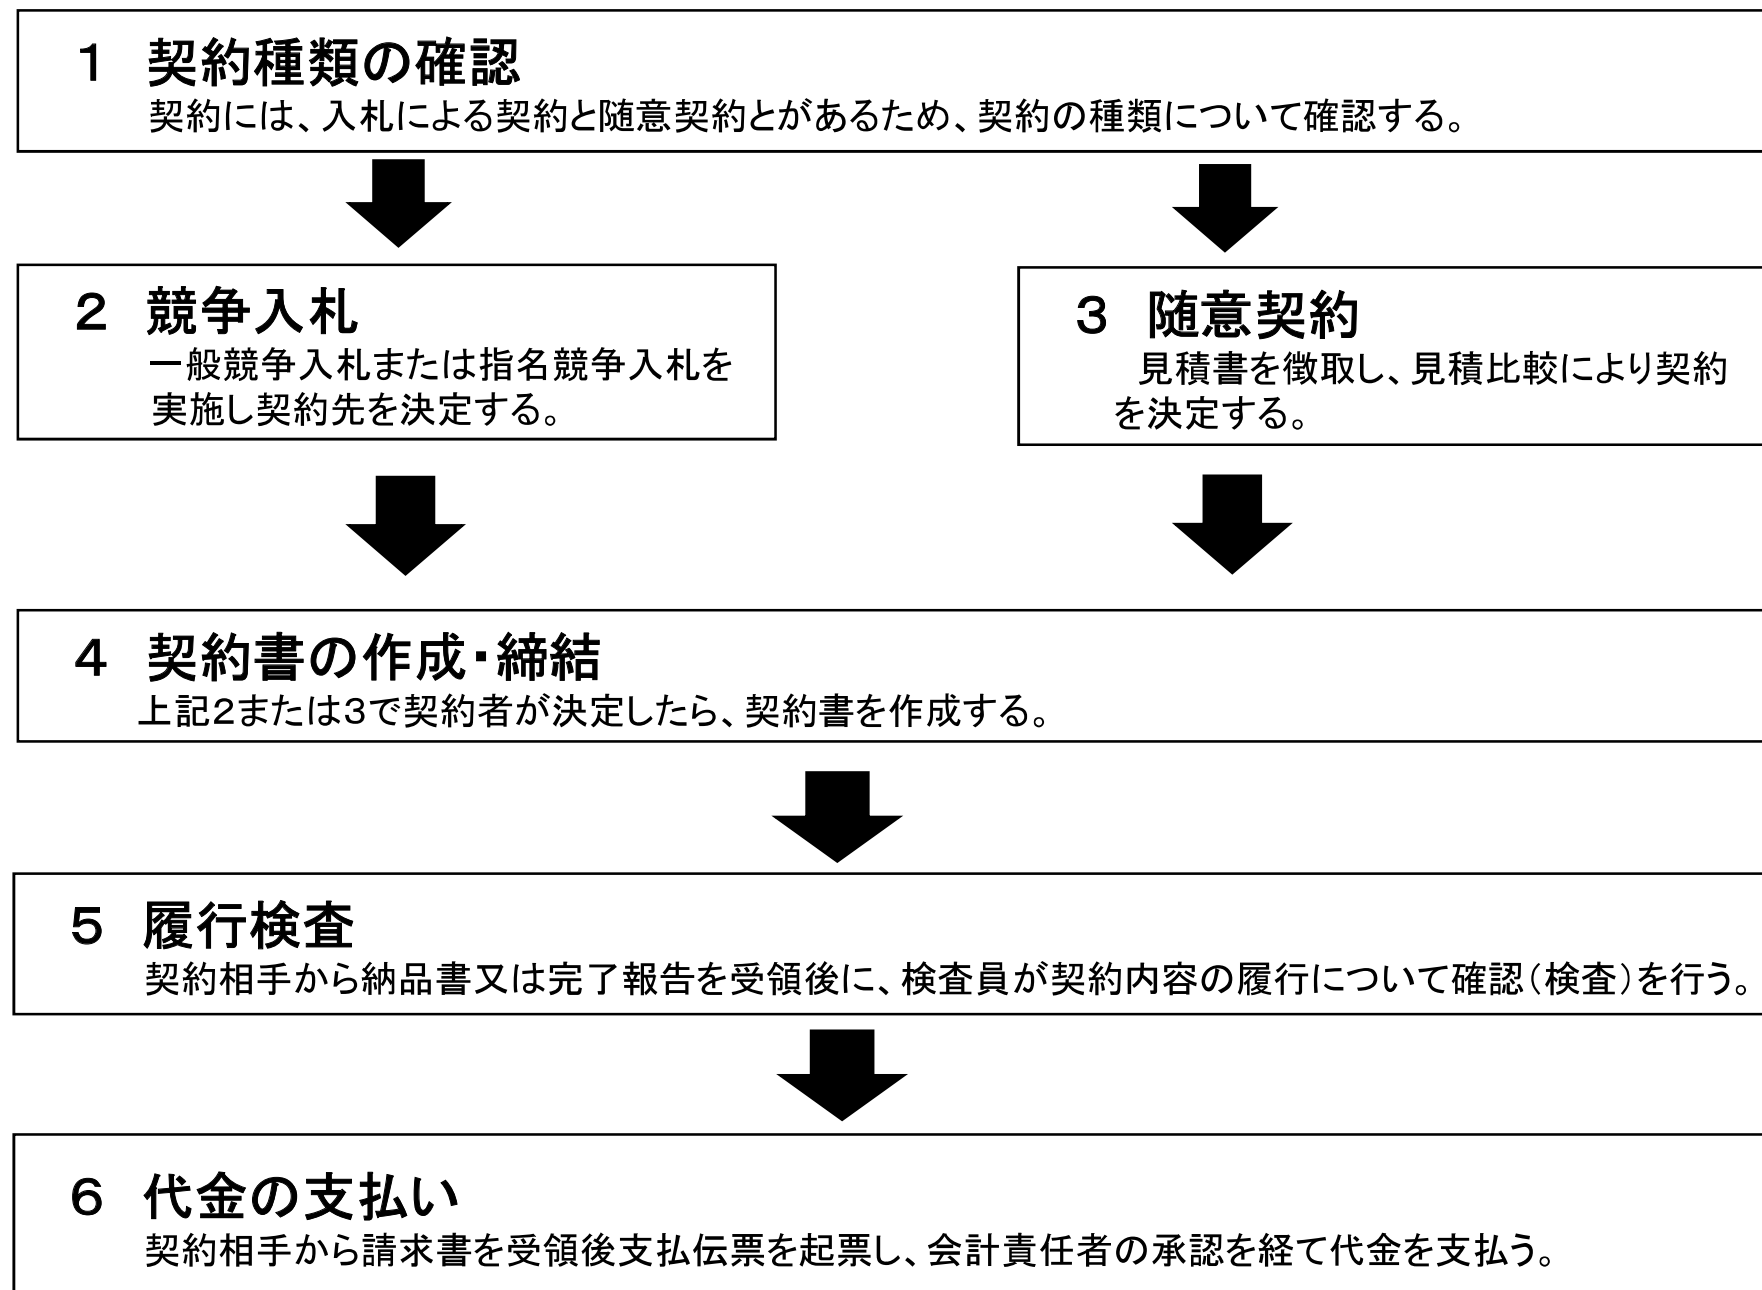 １ 契約種類の確認
契約には、入札による契約と随意契約とがあるため、契約の種類について確認する。
２ 競争入札
一般競争入札または指名競争入札を
実施し契約先を決定する。
３ 随意契約
見積書を徴取し、見積比較により契約
を決定する。
４ 契約書の作成・締結
上記２または３で契約者が決定したら、契約書を作成する。
５ 履行検査
契約相手から納品書又は完了報告を受領後に、検査員が契約内容の履行について確認（検査）を行う。
６ 代金の支払い
契約相手から請求書を受領後支払伝票を起票し、会計責任者の承認を経て代金を支払う。